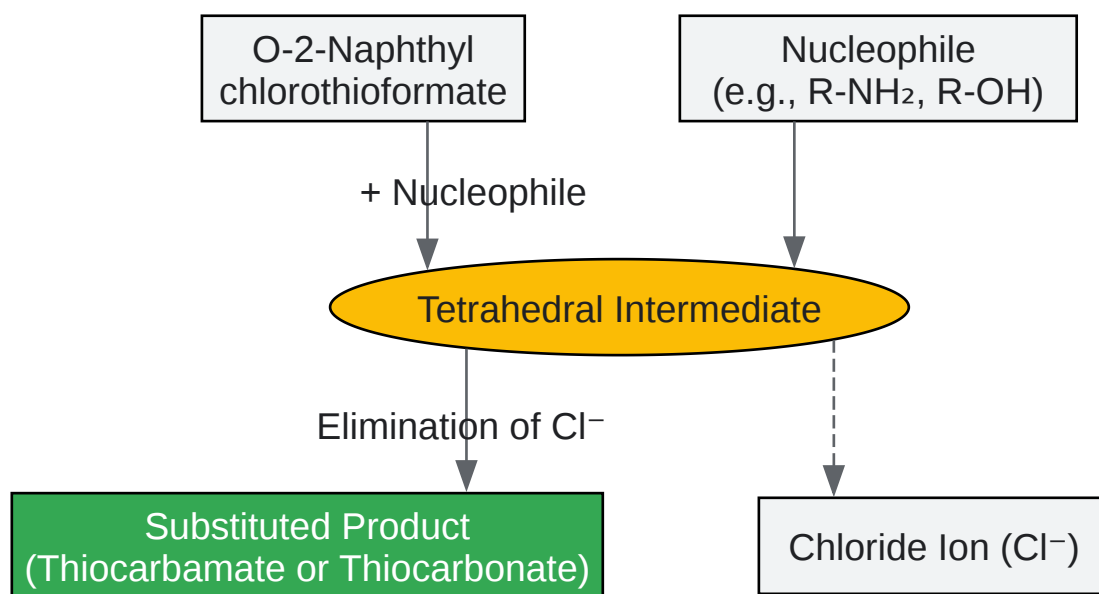 O-2-Naphthyl
chlorothioformate
Nucleophile
(e.g., R-NH₂, R-OH)
+ Nucleophile
Tetrahedral Intermediate
Elimination of Cl⁻
Substituted Product
(Thiocarbamate or Thiocarbonate)
Chloride Ion (Cl⁻)